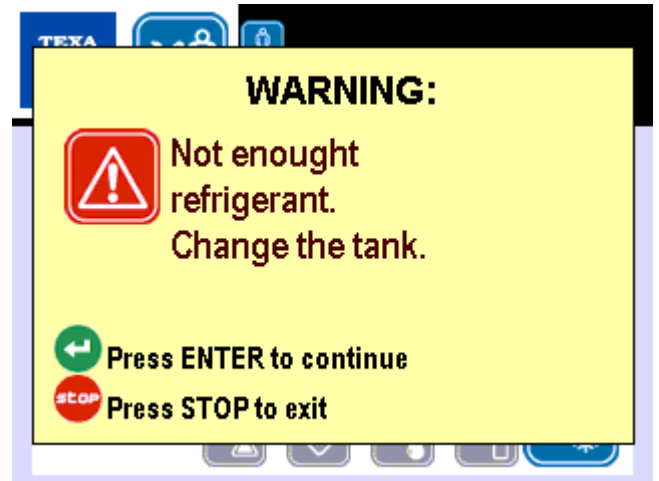 TEXA
WARNING:
Not enought
refrigerant.
Change the tank.
Press ENTER to continue
stop Press STOP to exit